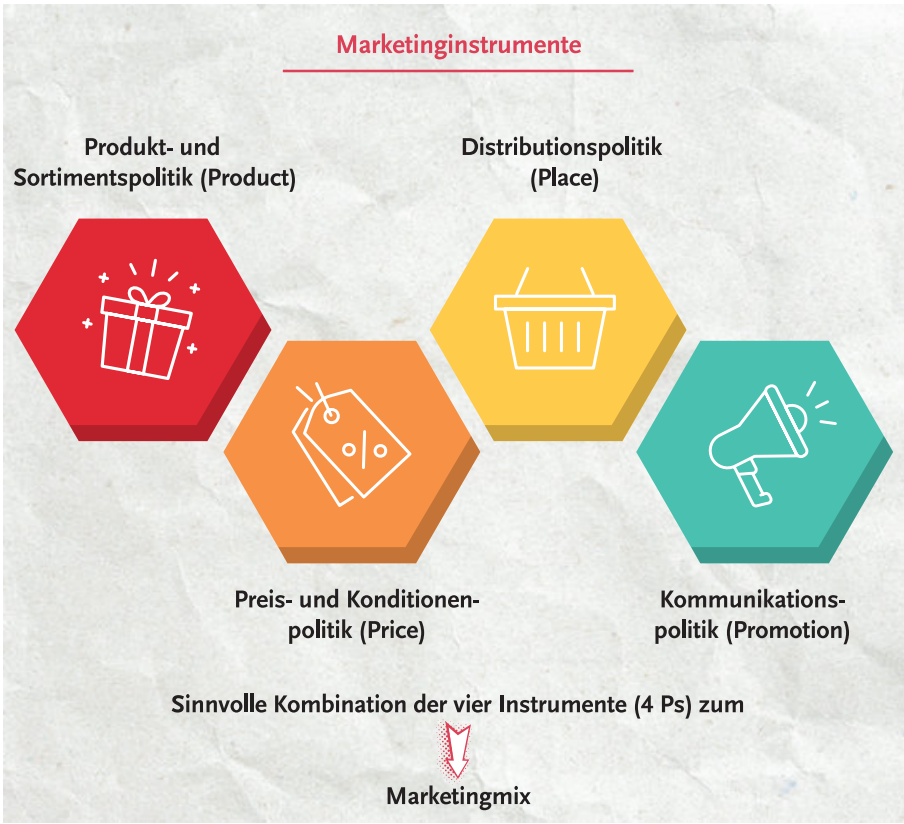 Marketinginstrumente
Produkt- und
Sortimentspolitik (Product)
Distributionspolitik
(Place)
Preis- und Konditionen-
politik (Price)
Kommunikations-
politik (Promotion)
Sinnvolle Kombination der vier Instrumente (4 Ps) zum
Marketingmix